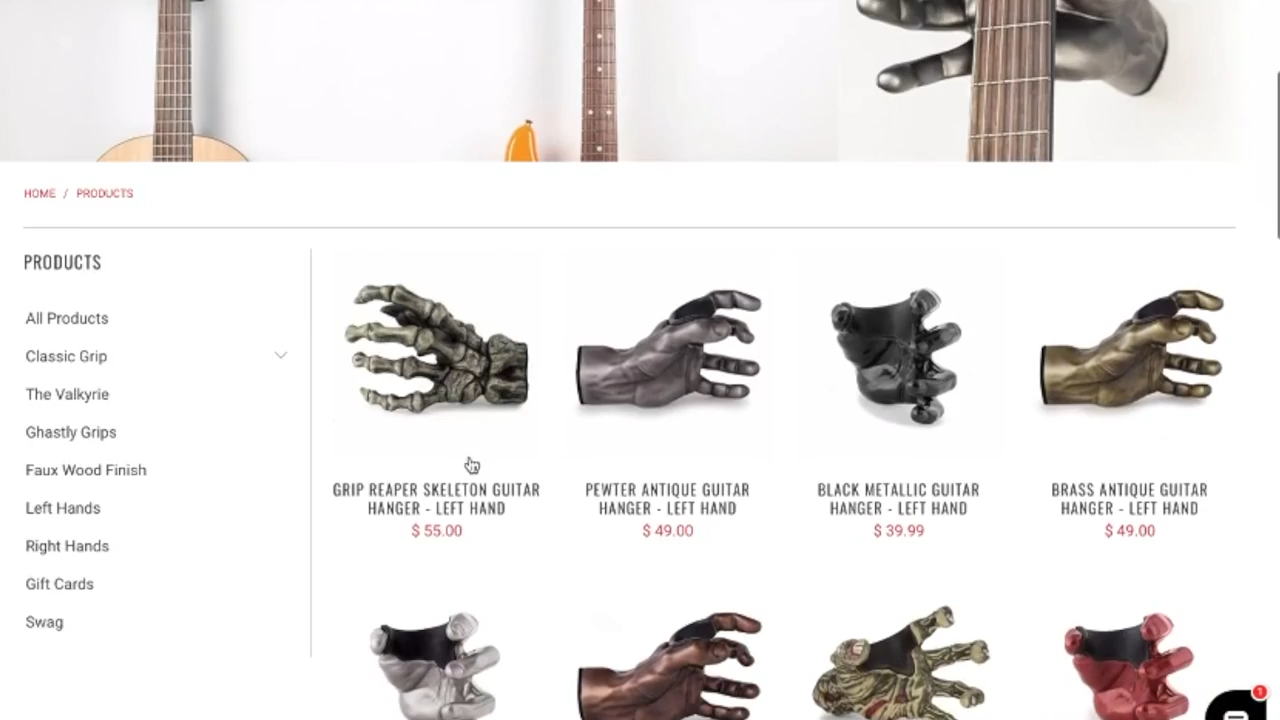 HOME / PRODUCTS
PRODUCTS
All Products
Classic Grip
The Valkyrie
Ghastly Grips
Faux Wood Finish
Left Hands
Right Hands
Gift Cards
Swag
GRIP REAPER SKELETON GUITAR
HANGER - LEFT HAND
$ 55.00
PEWTER ANTIQUE GUITAR
HANGER - LEFT HAND
$ 49.00
BLACK METALLIC GUITAR
HANGER - LEFT HAND
$ 39.99
BRASS ANTIQUE GUITAR
HANGER - LEFT HAND
$ 49.00
1